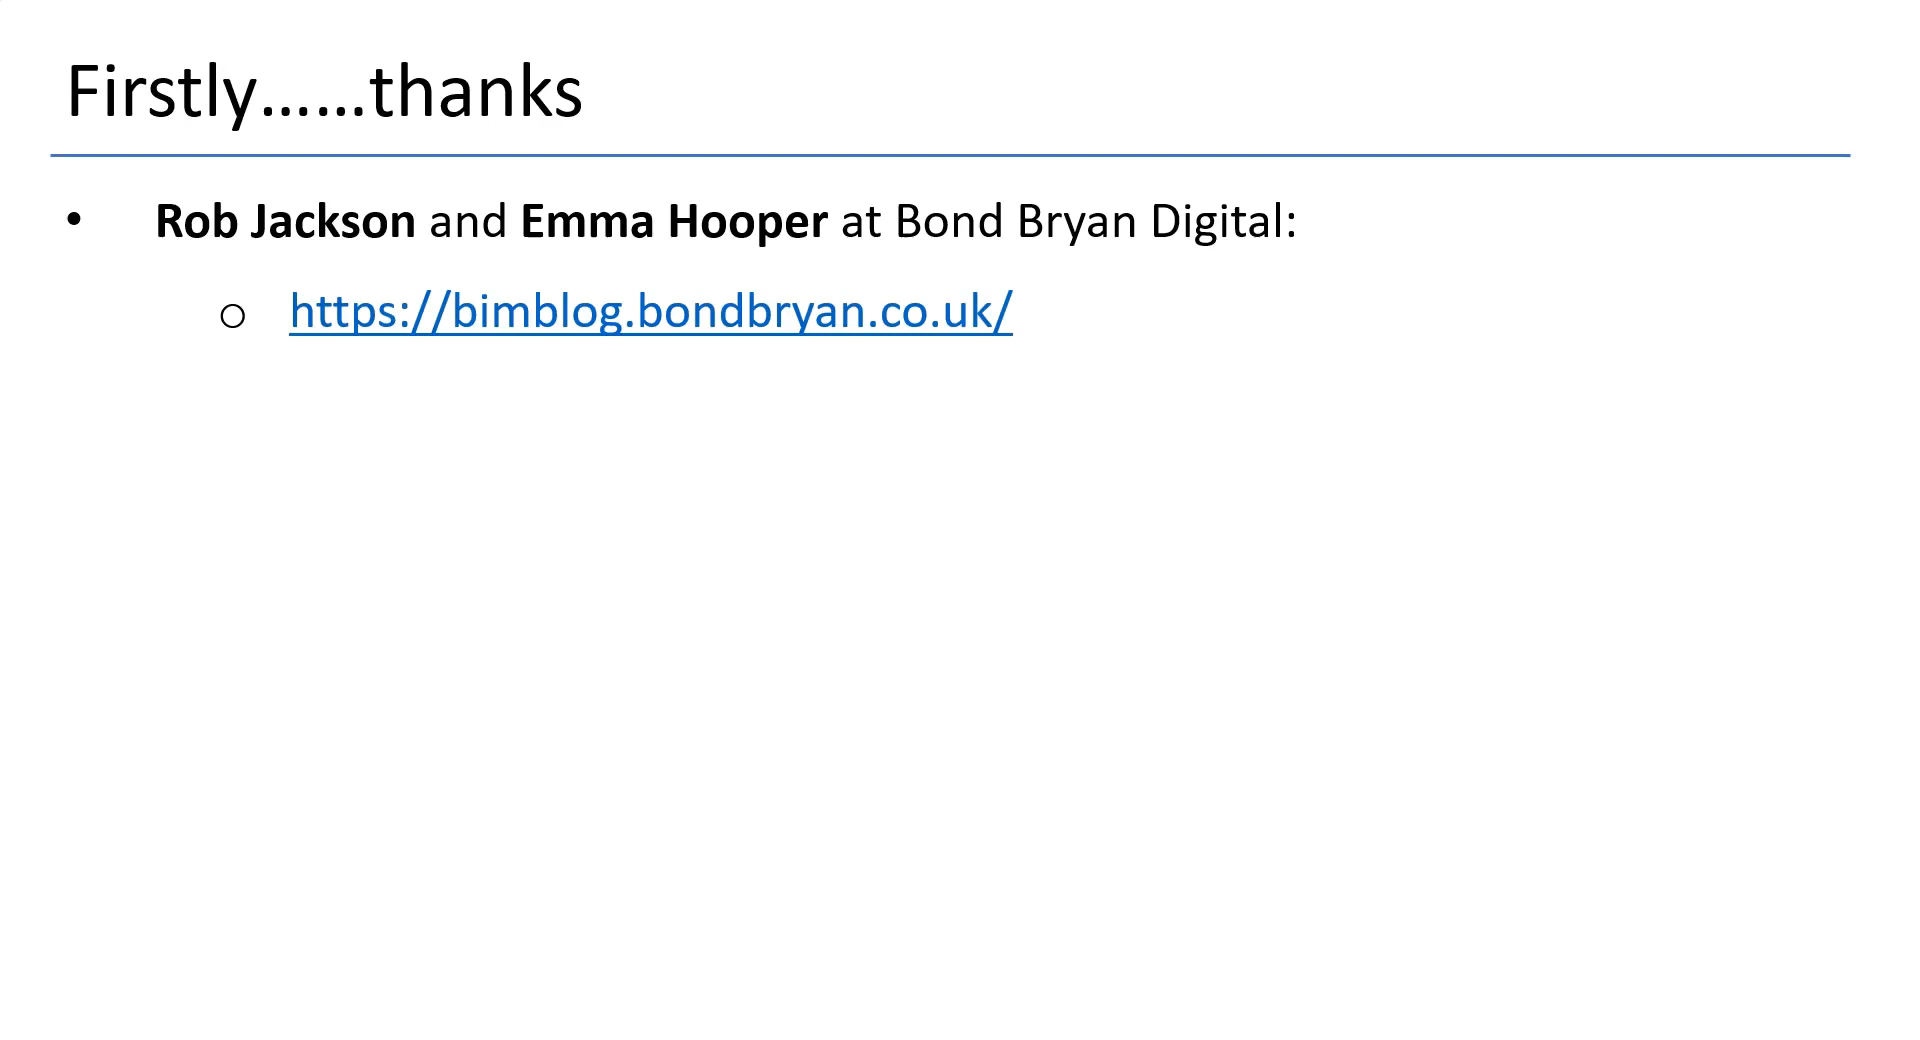 Firstly……thanks
• Rob Jackson and Emma Hooper at Bond Bryan Digital:
○ https://bimblog.bondbryan.co.uk/